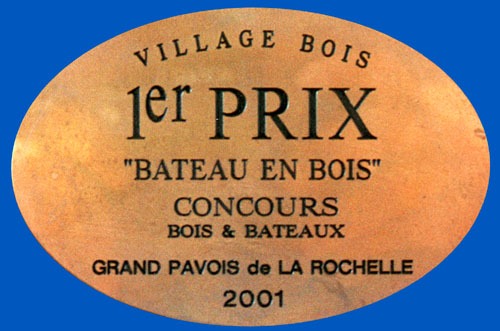 VILLAGE BOIS
1er PRIX
"BATEAU EN BOIS"
CONCOURS
BOIS & BATEAUX
GRAND PAVOIS de LA ROCHELLE
2001